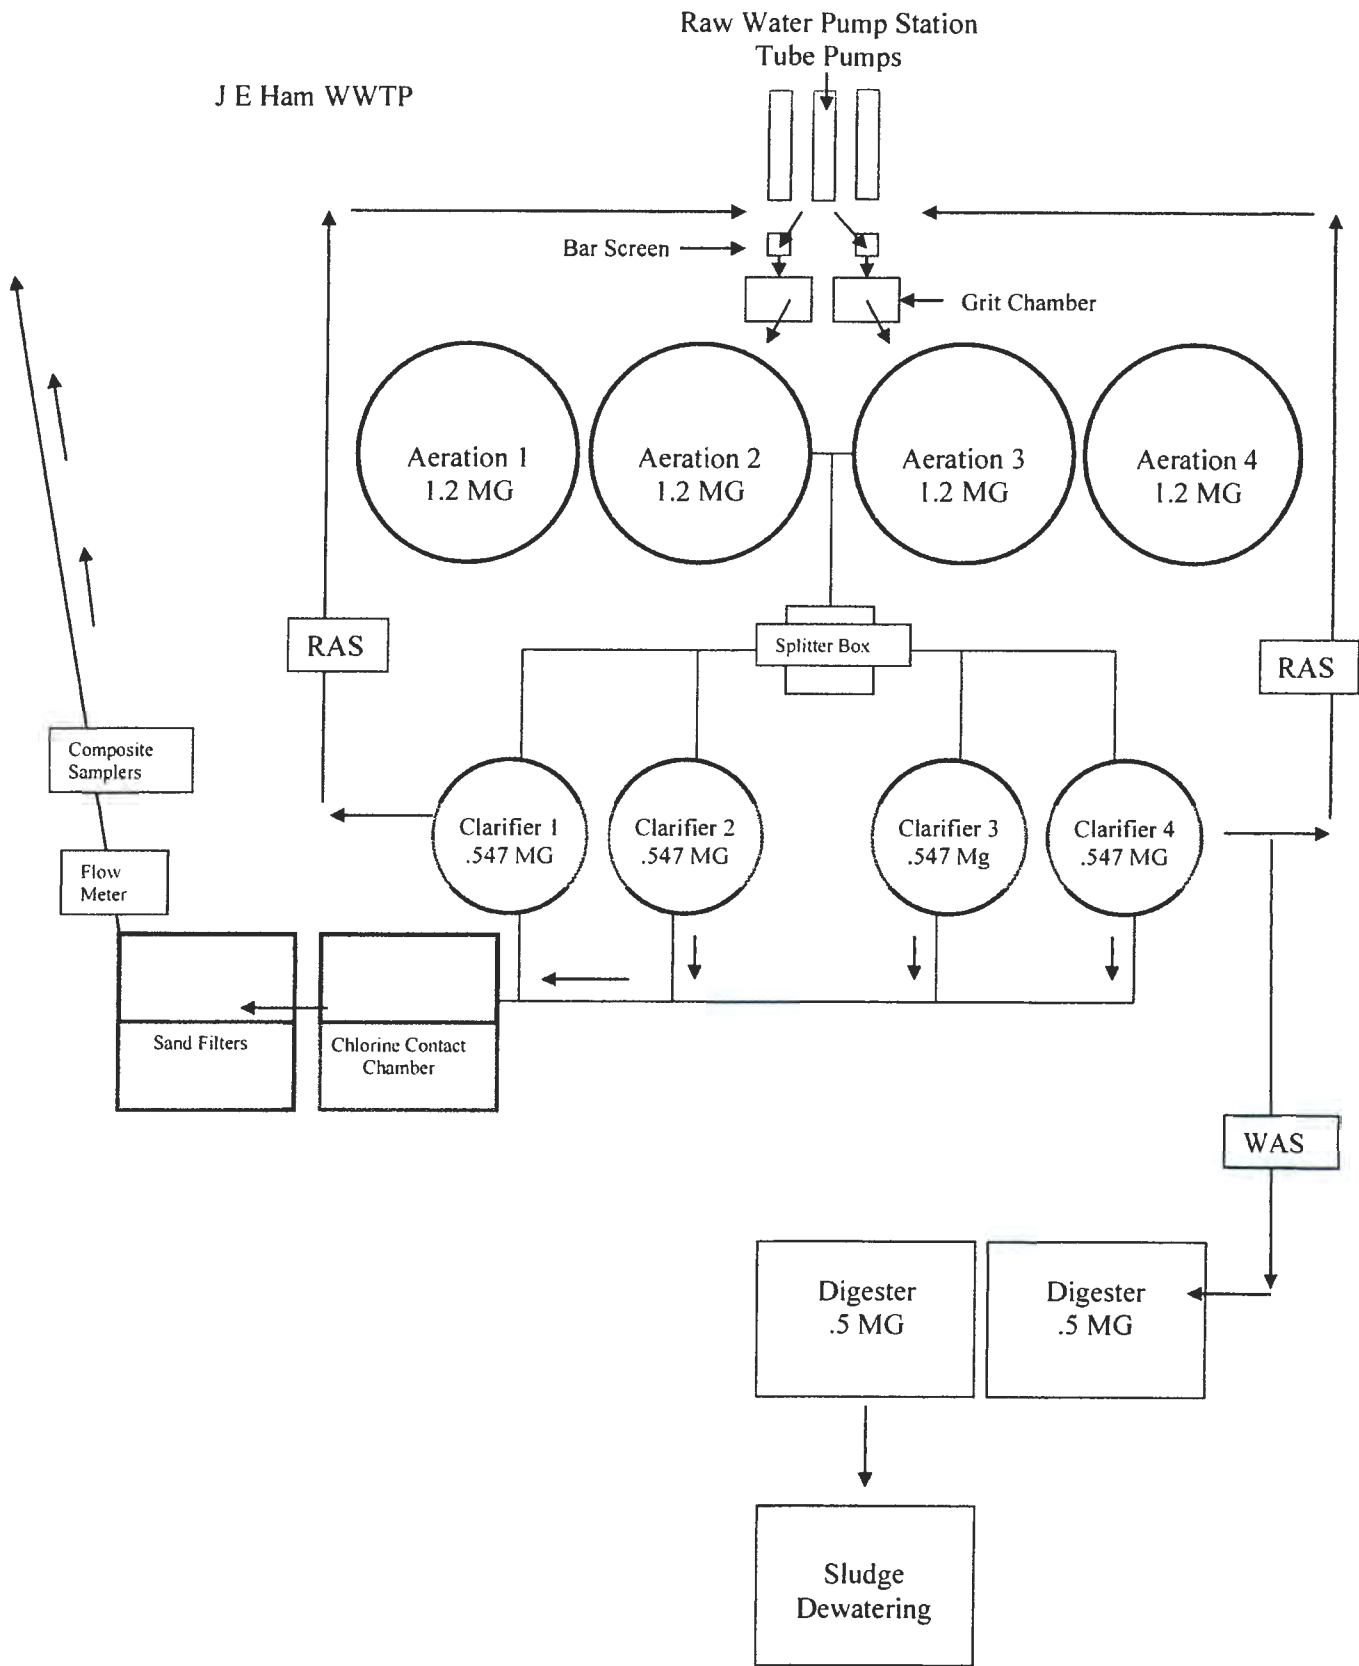 Raw Water Pump Station
Tube Pumps
J E Ham WWTP
Bar Screen
Grit Chamber
Aeration 1
1.2 MG
Aeration 2
1.2 MG
Aeration 3
1.2 MG
Aeration 4
1.2 MG
RAS
Splitter Box
RAS
Composite
Samplers
Clarifier 1
.547 MG
Clarifier 2
.547 MG
Clarifier 3
.547 Mg
Clarifier 4
.547 MG
Flow
Meter
Sand Filters
Chlorine Contact
Chamber
WAS
Digester
.5 MG
Digester
.5 MG
Sludge
Dewatering